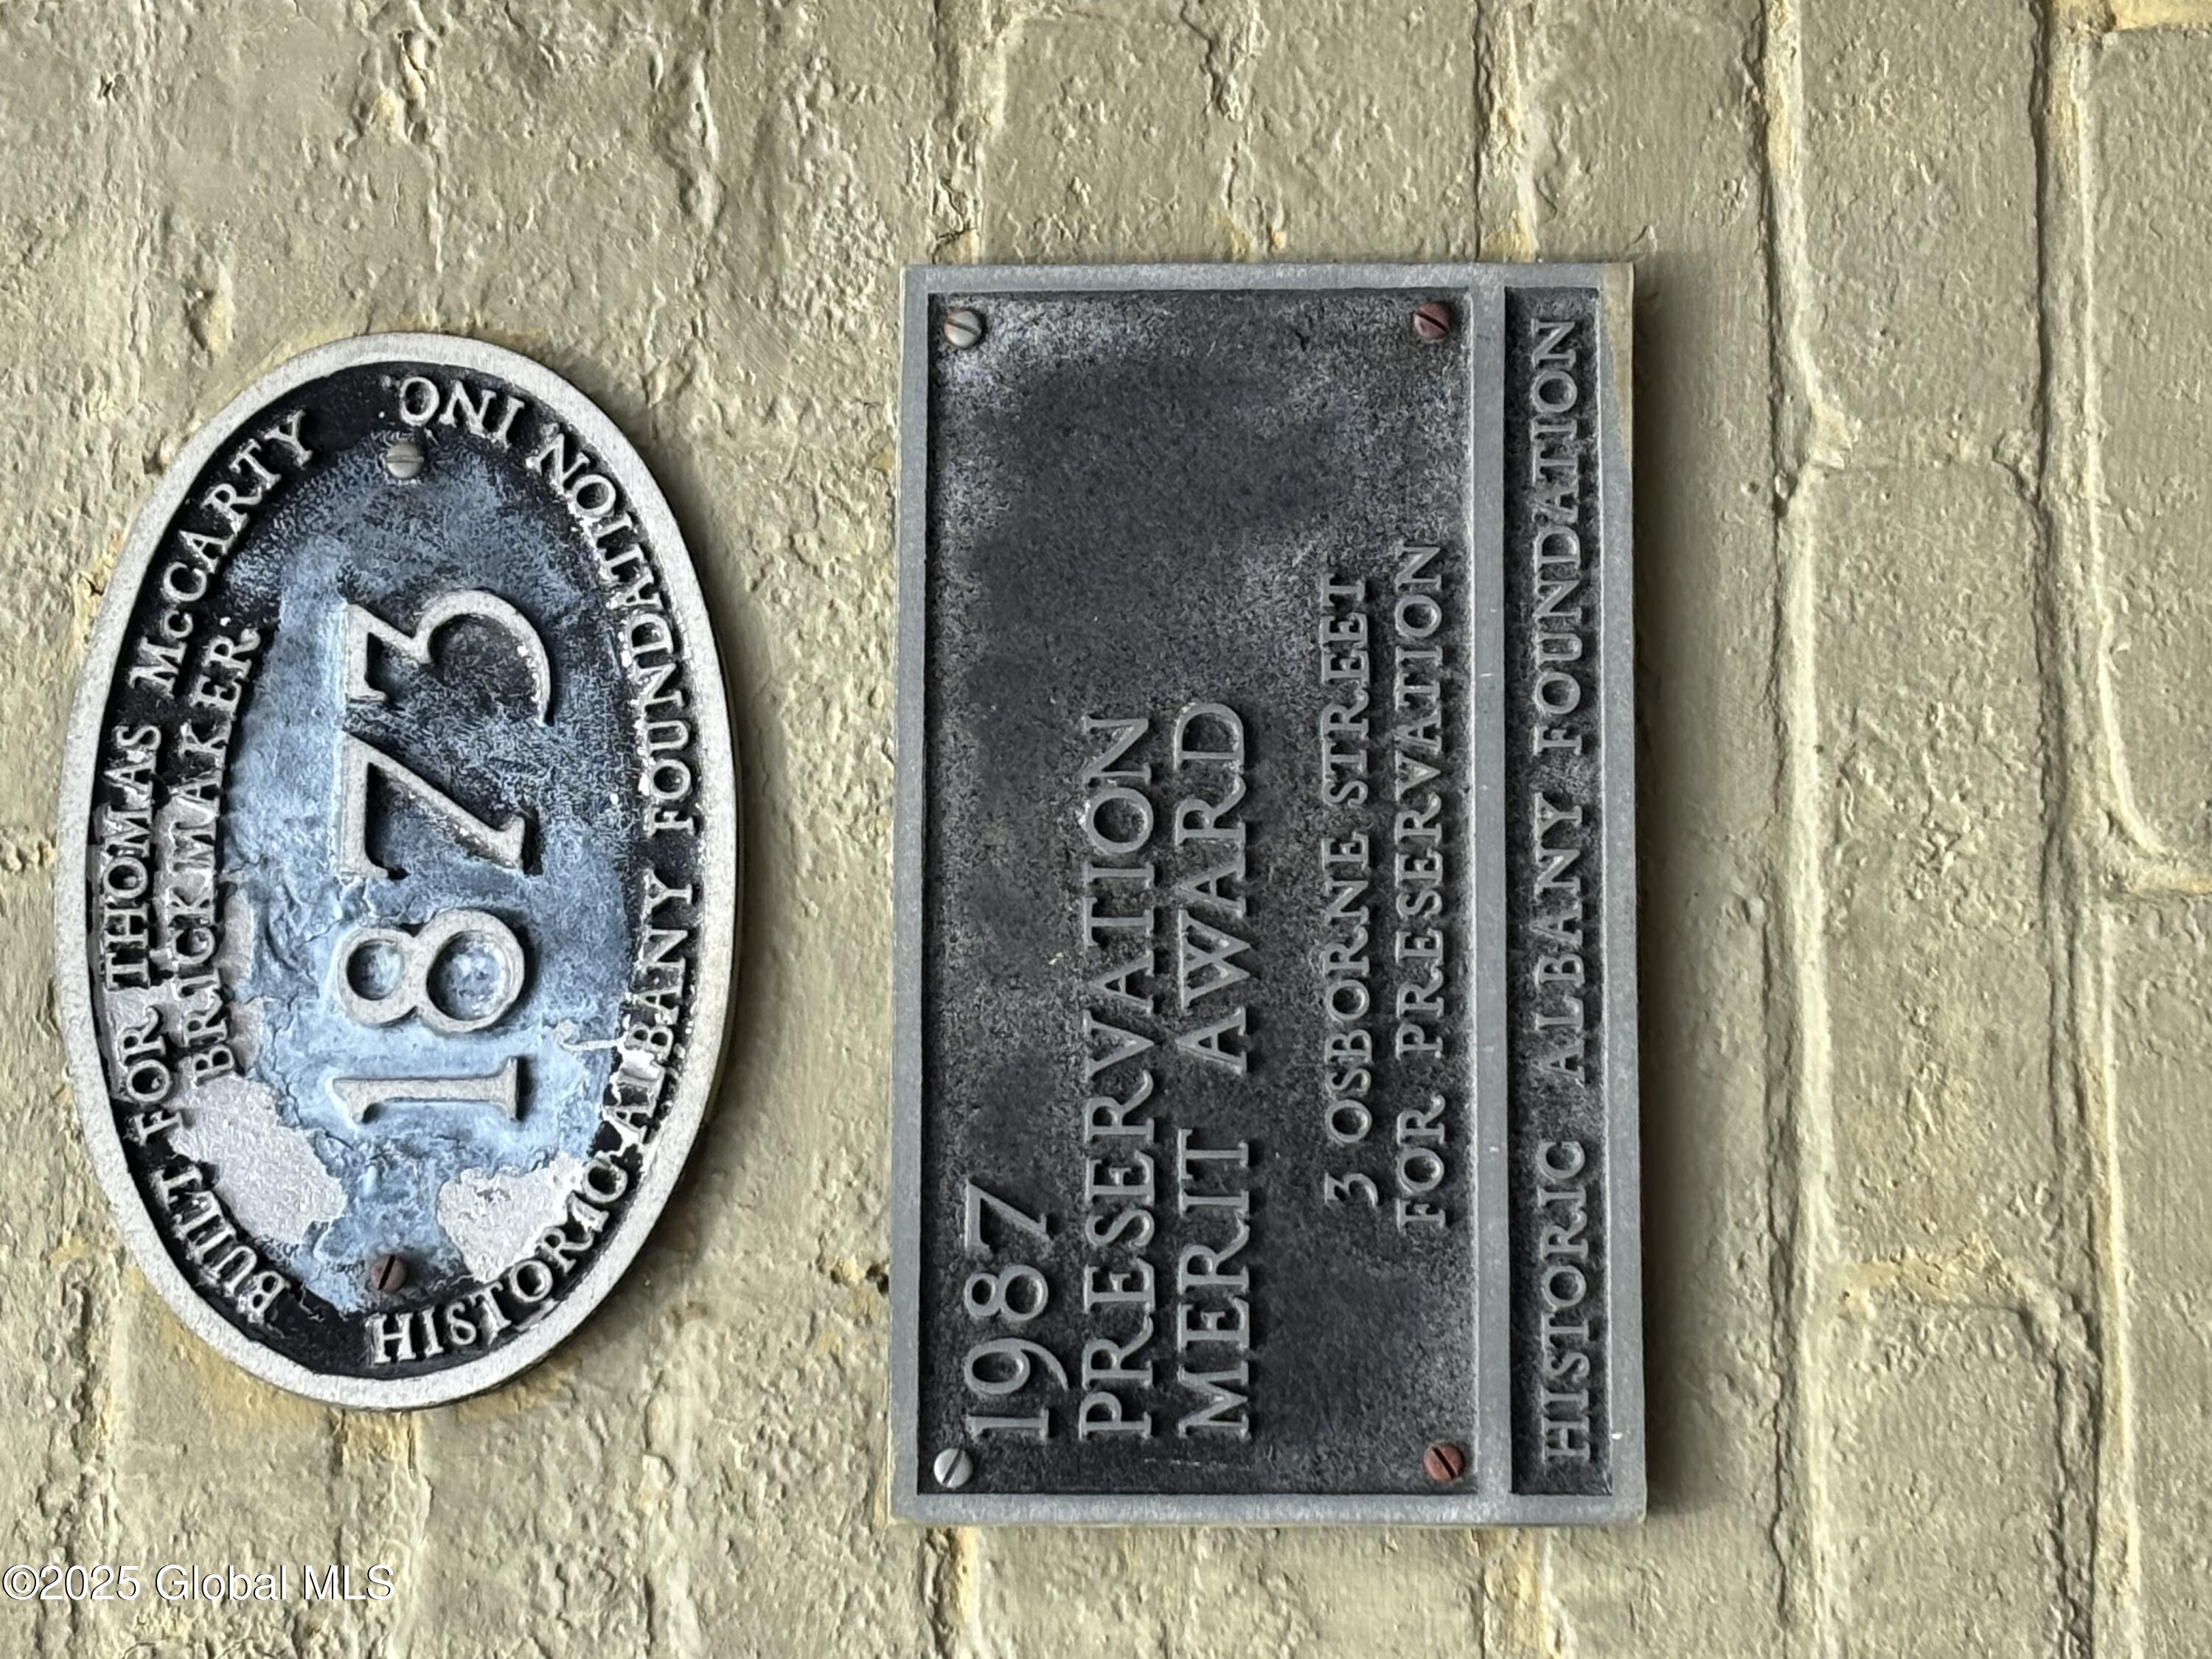 BUILT FOR THOMAS McCARTY
BRICKMAKER
1873
HISTORIC ALBANY FOUNDATION INC.
1987
PRESERVATION
MERIT AWARD
3 OSBORNE STREET
FOR PRESERVATION
HISTORIC ALBANY FOUNDATION
©2025 Global MLS